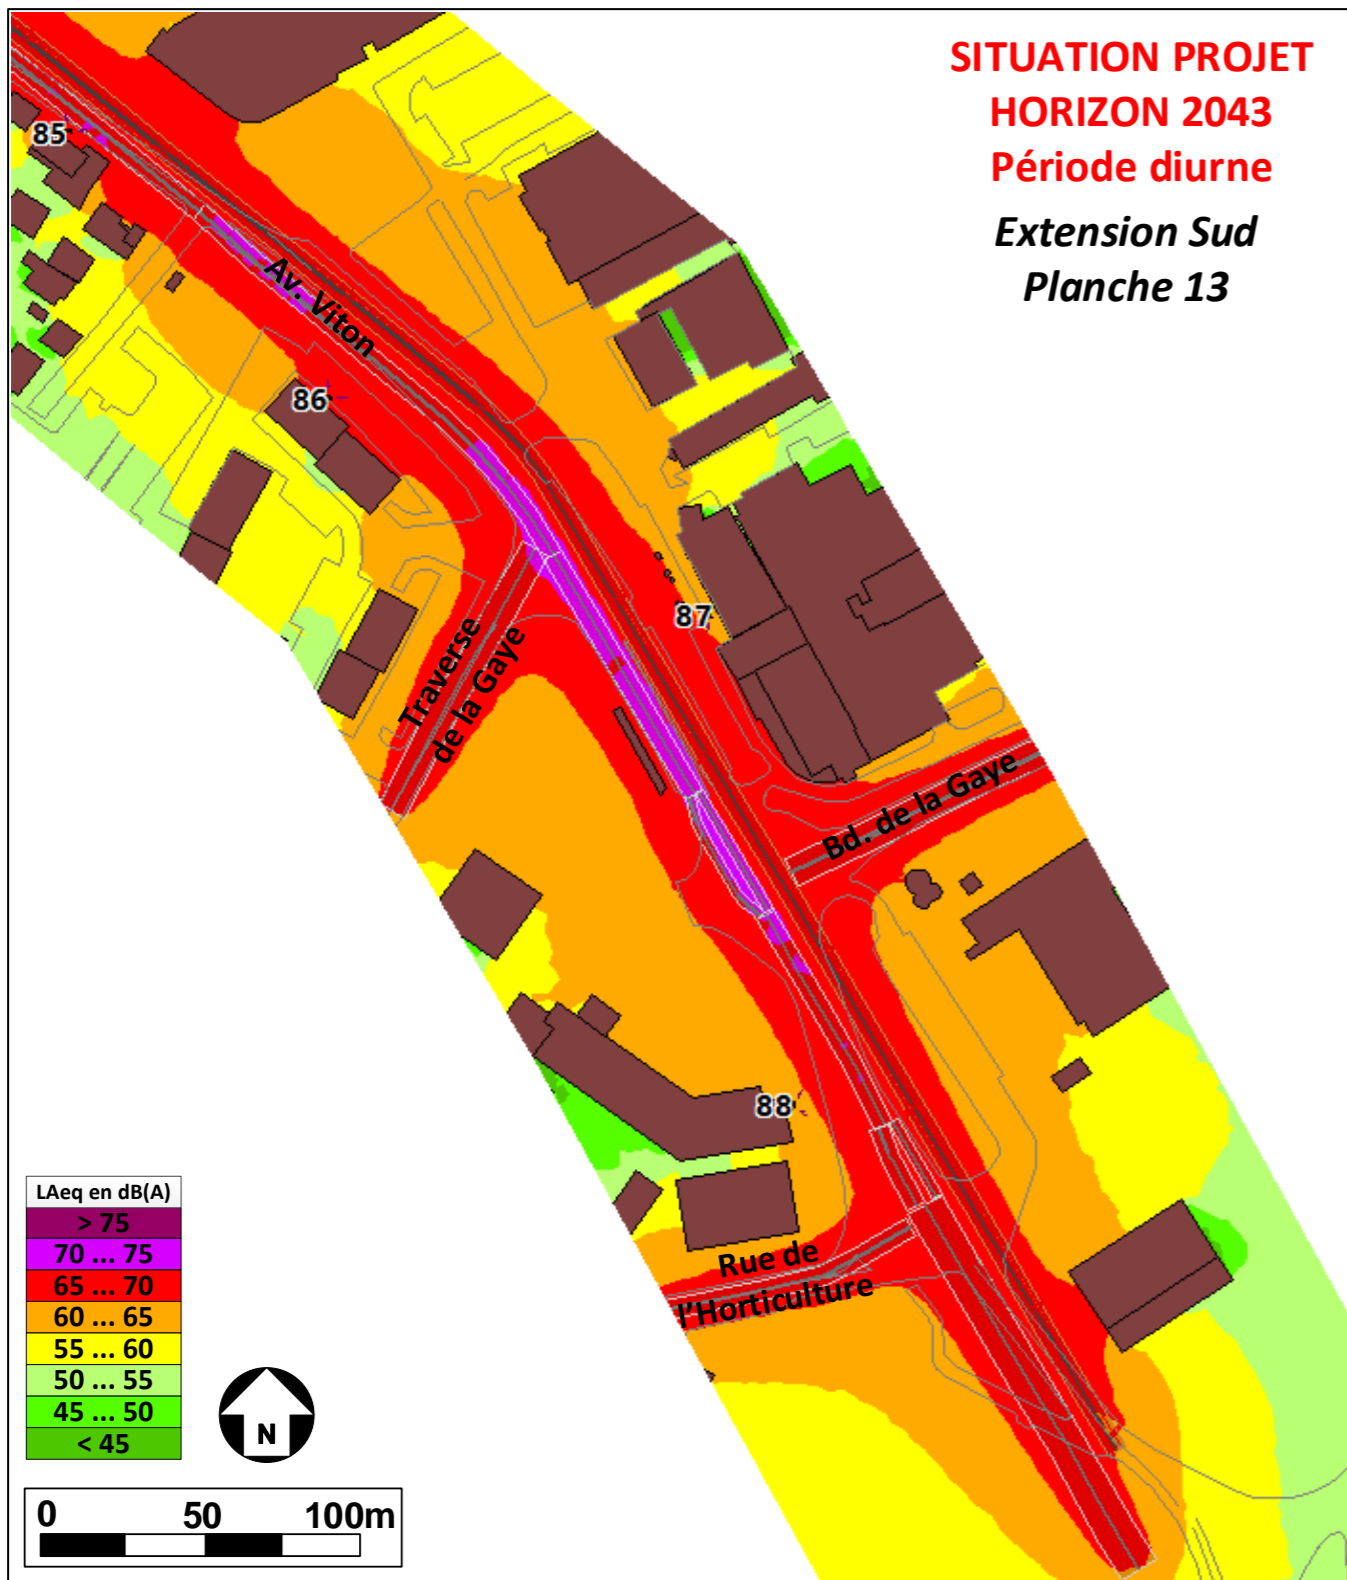 SITUATION PROJET
HORIZON 2043
Période diurne
Extension Sud
Planche 13
85
Av. Viton
86
87
Traverse
de la Gaye
Bd. de la Gaye
88
Rue de
l'Horticulture
LAeq en dB(A)
> 75
70 ... 75
65 ... 70
60 ... 65
55 ... 60
50 ... 55
45 ... 50
< 45
N
0 50 100m